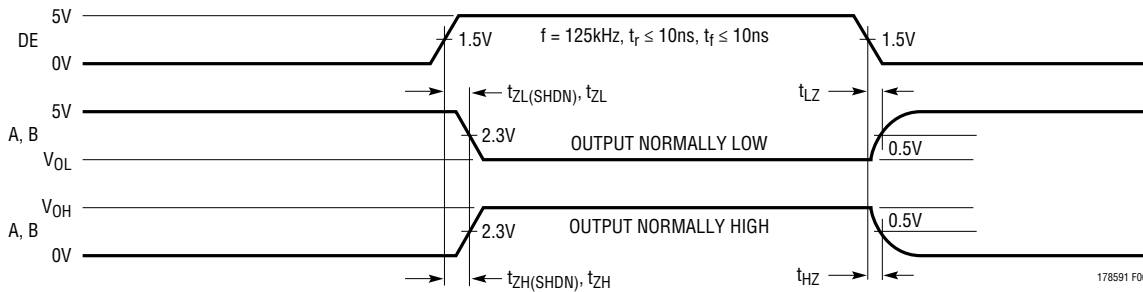 5V
DE
0V
1.5V
f = 125kHz, tr ≤ 10ns, tf ≤ 10ns
1.5V
tZL(SHDN), tZL
tLZ
5V
A, B
VOL
2.3V
OUTPUT NORMALLY LOW
0.5V
VOH
A, B
0V
2.3V
OUTPUT NORMALLY HIGH
0.5V
tZH(SHDN), tZH
tHZ
178591